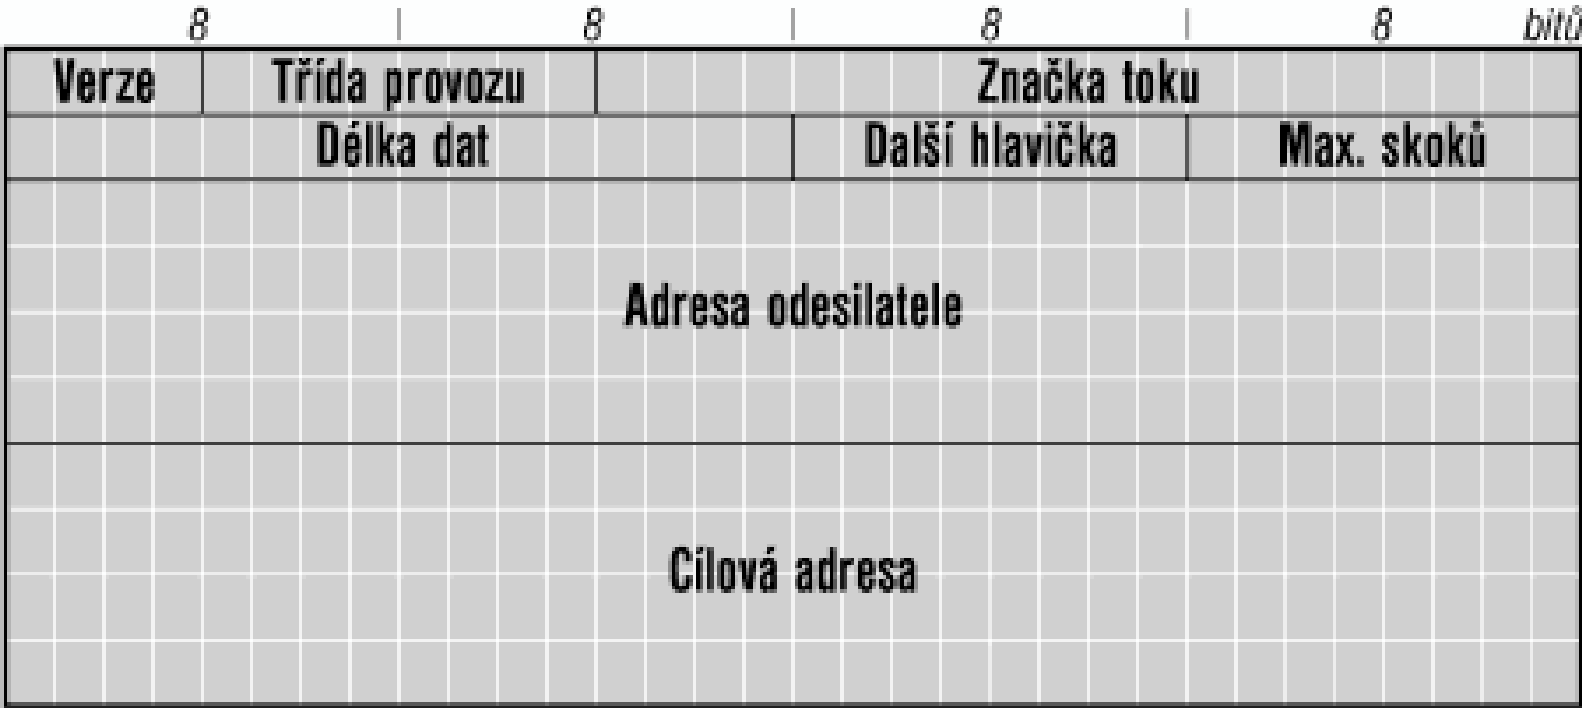 8 | 8 | 8 | 8 bitů
Verze Třída provozu Značka toku
Délka dat Další hlavička Max. skoků
Adresa odesilatele
Cílová adresa